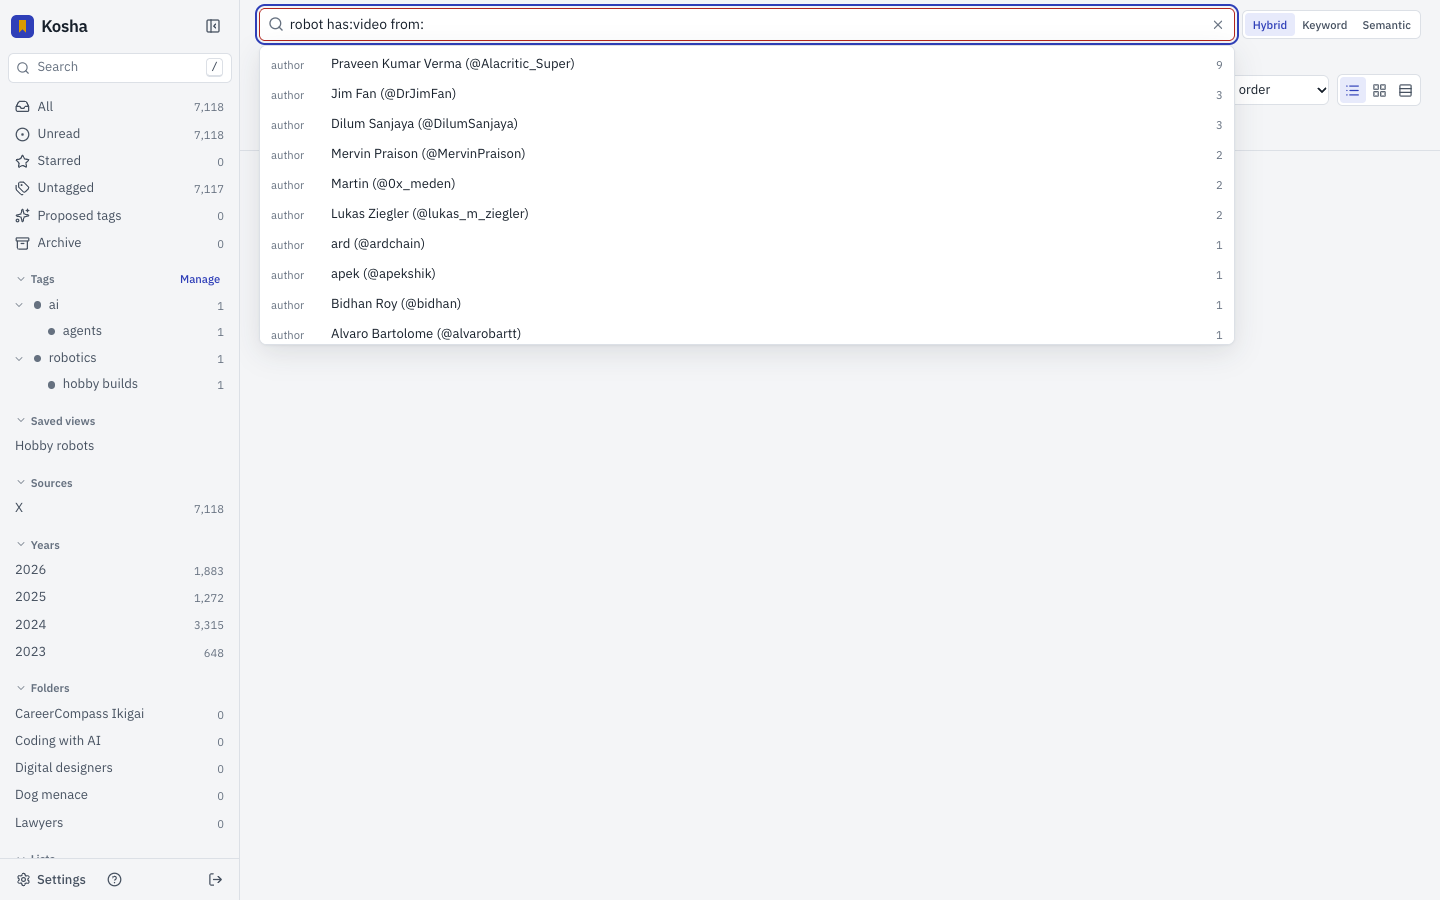 Kosha
Search /
All 7,118
Unread 7,118
Starred 0
Untagged 7,117
Proposed tags 0
Archive 0
Tags Manage
ai 1
agents 1
robotics 1
hobby builds 1
Saved views
Hobby robots
Sources
X 7,118
Years
2026 1,883
2025 1,272
2024 3,315
2023 648
Folders
CareerCompass Ikigai 0
Coding with AI 0
Digital designers 0
Dog menace 0
Lawyers 0
Lists
Settings
robot has:video from:
Hybrid Keyword Semantic
order
author Praveen Kumar Verma (@Alacritic_Super) 9
author Jim Fan (@DrJimFan) 3
author Dilum Sanjaya (@DilumSanjaya) 3
author Mervin Praison (@MervinPraison) 2
author Martin (@0x_meden) 2
author Lukas Ziegler (@lukas_m_ziegler) 2
author ard (@ardchain) 1
author apek (@apekshik) 1
author Bidhan Roy (@bidhan) 1
author Alvaro Bartolome (@alvarobartt) 1